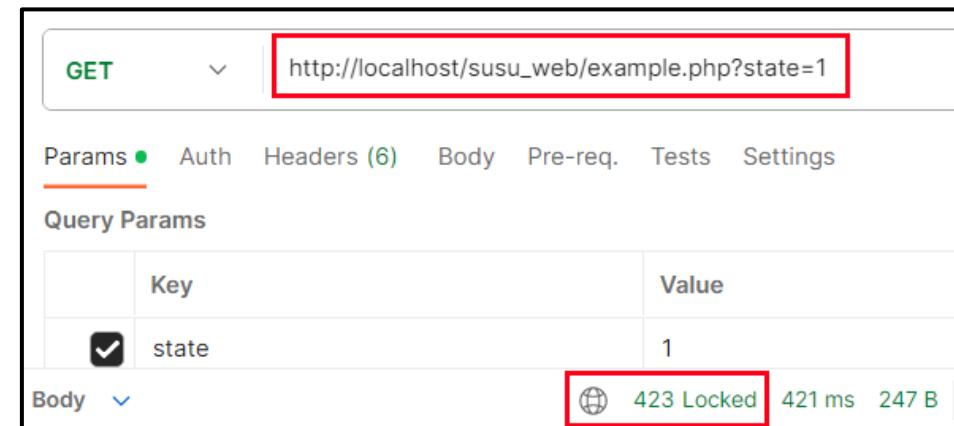 GET http://localhost/susu_web/example.php?state=1
Params Auth Headers (6) Body Pre-req. Tests Settings
Query Params
Key Value
state 1
Body 423 Locked 421 ms 247 B